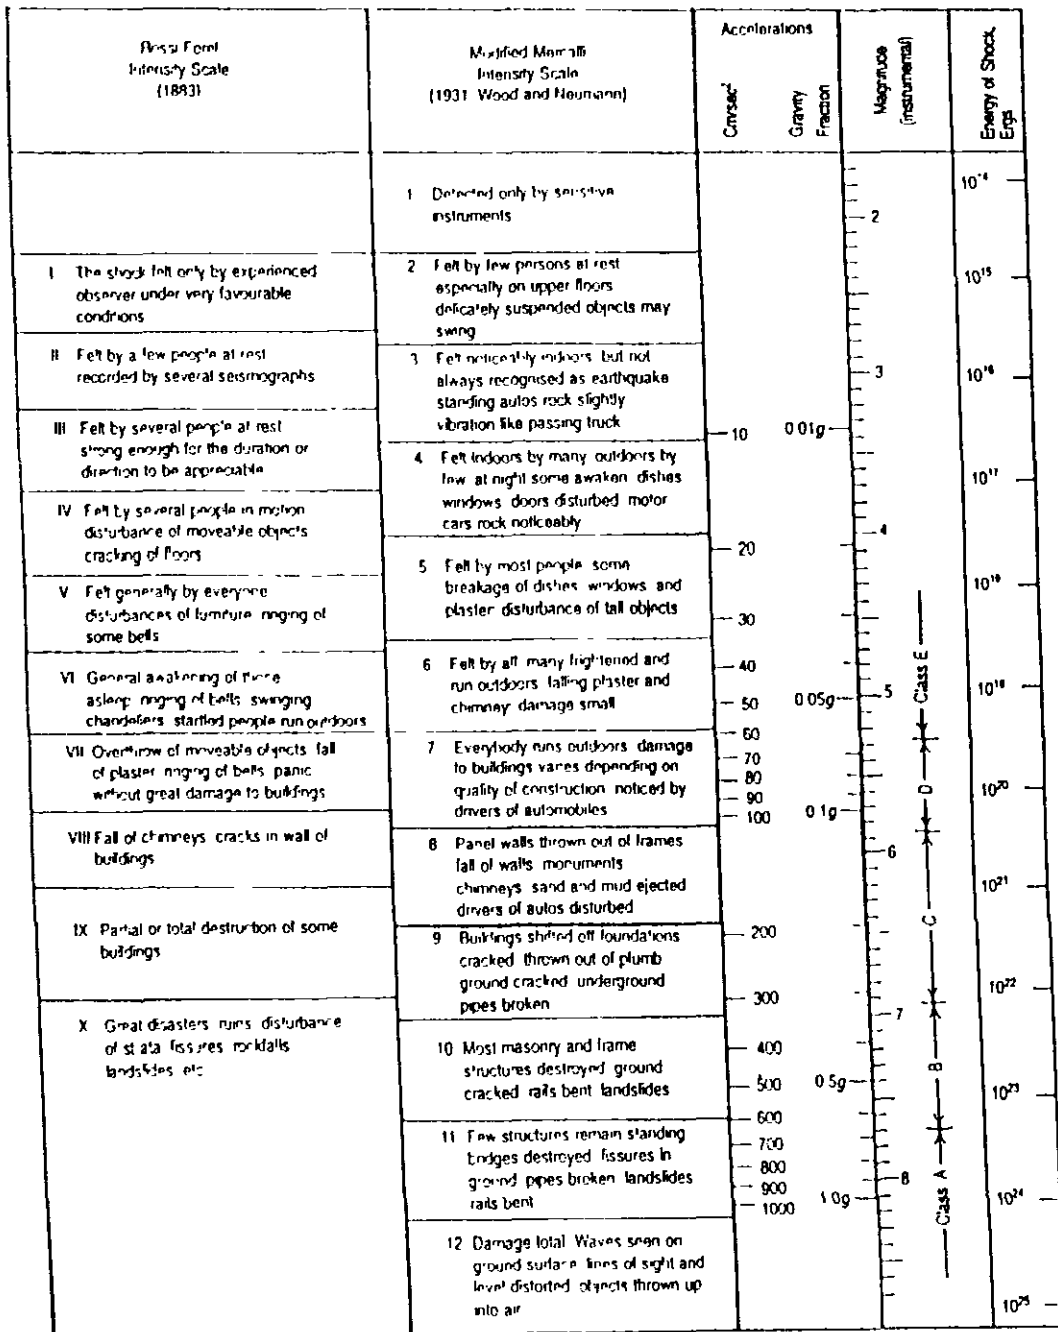 Rossi Forel
Intensity Scale
(1883)
Modified Mercalli
Intensity Scale
(1931 Wood and Neumann)
Accelerations
Cm/sec²
Gravity
Fraction
Magnitude
(instrumental)
Energy of Shock,
Ergs
I The shock felt only by experienced
observer under very favourable
conditions
II Felt by a few people at rest
recorded by several seismographs
III Felt by several people at rest
strong enough for the duration or
direction to be appreciable
IV Felt by several people in motion
disturbance of moveable objects
cracking of floors
V Felt generally by everyone
disturbances of furniture ringing of
some bells
VI General awakening of those
asleep ringing of bells swinging
chandeliers startled people run outdoors
VII Overthrow of moveable objects fall
of plaster ringing of bells panic
without great damage to buildings
VIII Fall of chimneys cracks in wall of
buildings
IX Partial or total destruction of some
buildings
X Great disasters ruins disturbance
of strata fissures rockfalls
landslides etc
1 Detected only by sensitive
instruments
2 Felt by few persons at rest
especially on upper floors
delicately suspended objects may
swing
3 Felt noticeably indoors but not
always recognised as earthquake
standing autos rock slightly
vibration like passing truck
4 Felt indoors by many outdoors by
few at night some awaken dishes
windows doors disturbed motor
cars rock noticeably
5 Felt by most people some
breakage of dishes windows and
plaster disturbance of tall objects
6 Felt by all many frightened and
run outdoors falling plaster and
chimney damage small
7 Everybody runs outdoors damage
to buildings varies depending on
quality of construction noticed by
drivers of automobiles
8 Panel walls thrown out of frames
fall of walls monuments
chimneys sand and mud ejected
drivers of autos disturbed
9 Buildings shifted off foundations
cracked thrown out of plumb
ground cracked underground
pipes broken
10 Most masonry and frame
structures destroyed ground
cracked rails bent landslides
11 Few structures remain standing
bridges destroyed fissures in
ground pipes broken landslides
rails bent
12 Damage total Waves seen on
ground surface lines of sight and
level distorted objects thrown up
into air
10
20
30
40
50
60
70
80
90
100
200
300
400
500
600
700
800
900
1000
0 01g
0 05g
0 1g
0 5g
1 0g
2
3
4
5
6
7
8
Class E
D
C
B
Class A
10¹⁴
10¹⁵
10¹⁶
10¹⁷
10¹⁹
10¹⁸
10²⁰
10²¹
10²²
10²³
10²⁴
10²⁵